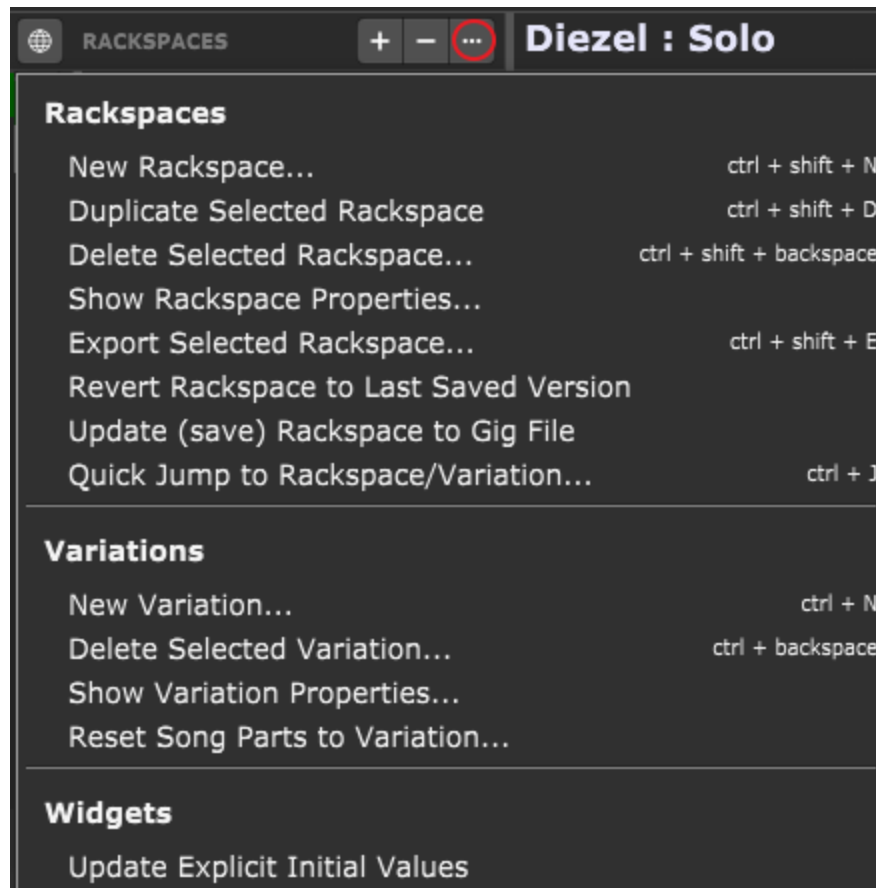 RACKSPACES + − ... Diezel : Solo
Rackspaces
New Rackspace... ctrl + shift + N
Duplicate Selected Rackspace ctrl + shift + D
Delete Selected Rackspace... ctrl + shift + backspace
Show Rackspace Properties...
Export Selected Rackspace... ctrl + shift + E
Revert Rackspace to Last Saved Version
Update (save) Rackspace to Gig File
Quick Jump to Rackspace/Variation... ctrl + J
Variations
New Variation... ctrl + N
Delete Selected Variation... ctrl + backspace
Show Variation Properties...
Reset Song Parts to Variation...
Widgets
Update Explicit Initial Values